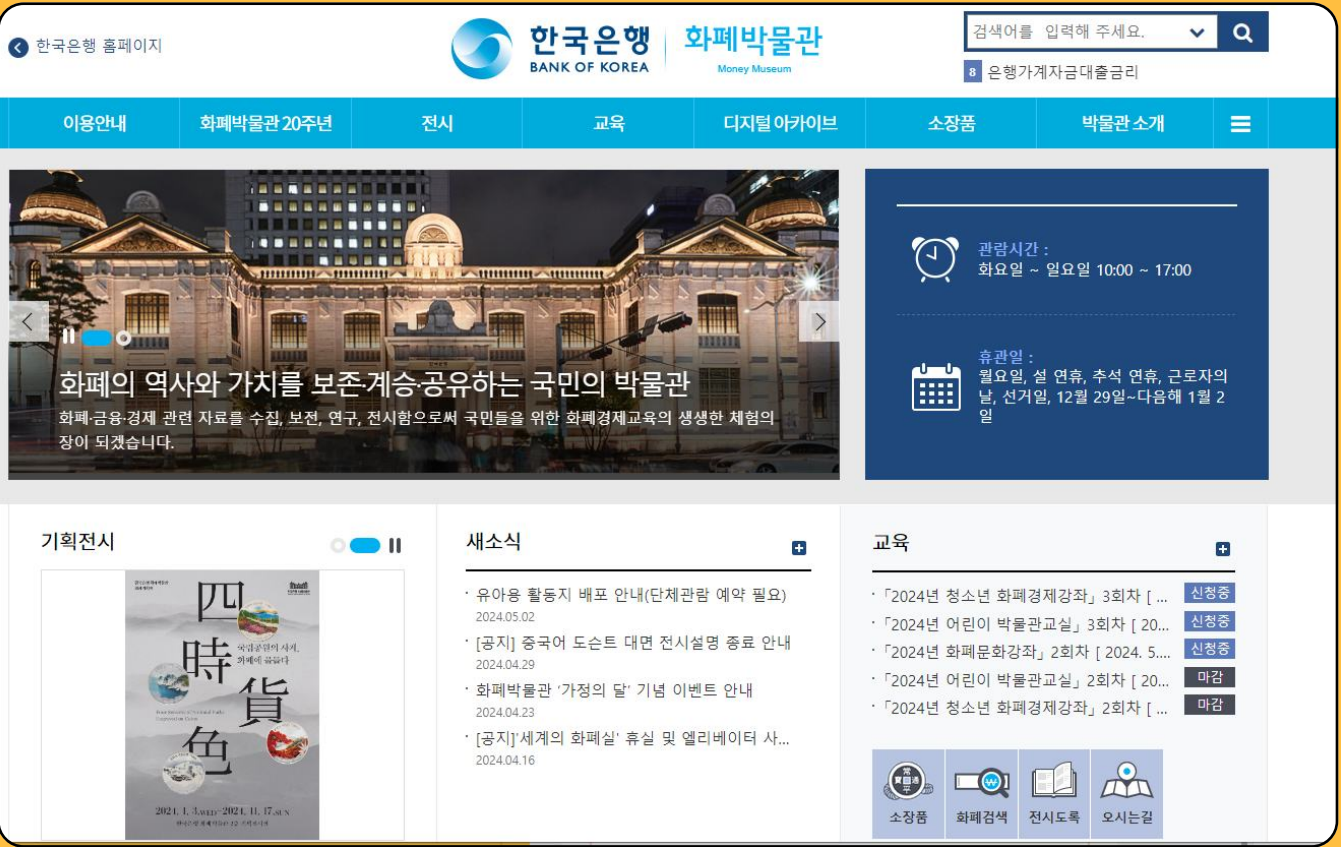 한국은행 홈페이지
한국은행
BANK OF KOREA
화폐박물관
Money Museum
검색어를 입력해 주세요.
8 은행가계자금대출금리
이용안내
화폐박물관 20주년
전시
교육
디지털 아카이브
소장품
박물관 소개
화폐의 역사와 가치를 보존·계승·공유하는 국민의 박물관
화폐·금융·경제 관련 자료를 수집, 보전, 연구, 전시함으로써 국민들을 위한 화폐경제교육의 생생한 체험의
장이 되겠습니다.
관람시간 :
화요일 ~ 일요일 10:00 ~ 17:00
휴관일 :
월요일, 설 연휴, 추석 연휴, 근로자의
날, 선거일, 12월 29일~다음해 1월 2
일
기획전시
四
時
貨
色
국립공원의 사계,
화폐에 물들다
2024. 1. 3.WED-2024. 11. 17.SUN
새소식
· 유아용 활동지 배포 안내(단체관람 예약 필요)
2024.05.02
· [공지] 중국어 도슨트 대면 전시설명 종료 안내
2024.04.29
· 화폐박물관 '가정의 달' 기념 이벤트 안내
2024.04.23
· [공지]'세계의 화폐실' 휴실 및 엘리베이터 사...
2024.04.16
교육
· 「2024년 청소년 화폐경제강좌」 3회차 [ ... 신청중
· 「2024년 어린이 박물관교실」 3회차 [ 20... 신청중
· 「2024년 화폐문화강좌」 2회차 [ 2024. 5.... 신청중
· 「2024년 어린이 박물관교실」 2회차 [ 20... 마감
· 「2024년 청소년 화폐경제강좌」 2회차 [ ... 마감
소장품
화폐검색
전시도록
오시는길